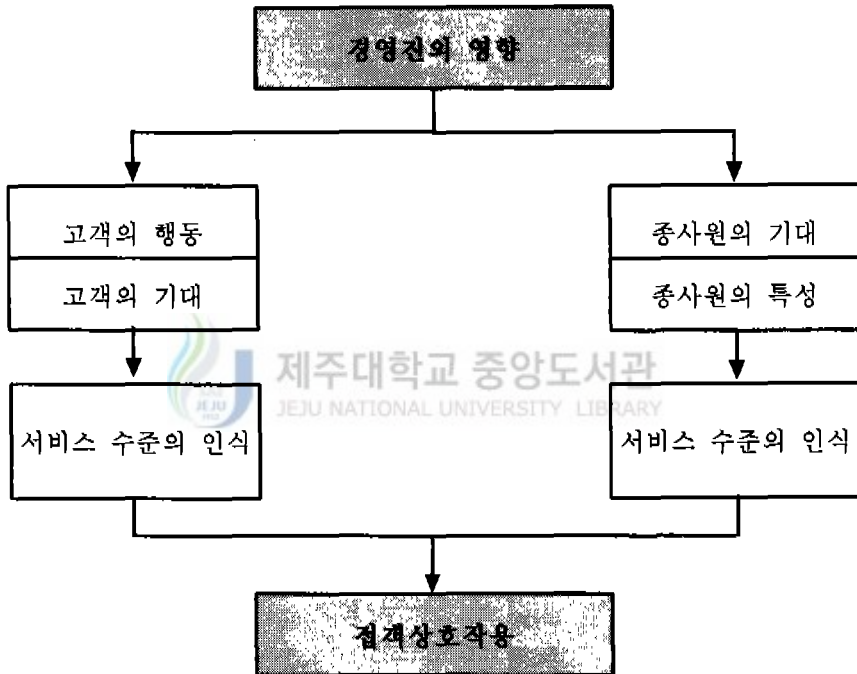 경영진의 영향
고객의 행동
고객의 기대
종사원의 기대
종사원의 특성
제주대학교 중앙도서관
JEJU NATIONAL UNIVERSITY LIBRARY
서비스 수준의 인식
서비스 수준의 인식
접객상호작용